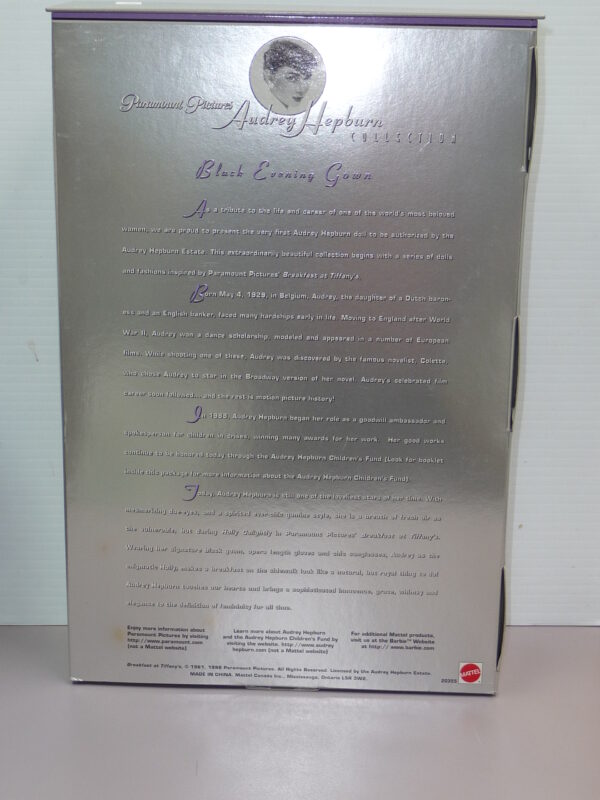 Paramount Pictures
Audrey Hepburn
COLLECTION
Black Evening Gown
As a tribute to the life and career of one of the world's most beloved
women, we are proud to present the very first Audrey Hepburn doll to be authorized by the
Audrey Hepburn Estate. This extraordinarily beautiful collection begins with a series of dolls
and fashions inspired by Paramount Pictures' Breakfast at Tiffany's.
Born May 4, 1929, in Belgium, Audrey, the daughter of a Dutch baron-
ess and an English banker, faced many hardships early in life. Moving to England after World
War II, Audrey won a dance scholarship, modeled and appeared in a number of European
films. While shooting one of these, Audrey was discovered by the famous novelist, Colette,
who chose Audrey to star in the Broadway version of her novel. Audrey's celebrated film
career soon followed...and the rest is motion picture history!
In 1988, Audrey Hepburn began her role as a goodwill ambassador and
spokesperson for children in crises, winning many awards for her work. Her good works
continue to be honored today through the Audrey Hepburn Children's Fund (Look for booklet
inside this package for more information about the Audrey Hepburn Children's Fund)
Today, Audrey Hepburn is still one of the loveliest stars of her time. With
mesmerizing doe-eyes, and a spirited ever-chic gamine style, she is a breath of fresh air as
the vulnerable, but daring Holly Golightly in Paramount Pictures' Breakfast at Tiffany's.
Wearing her signature black gown, opera length gloves and chic sunglasses, Audrey as the
enigmatic Holly, makes a breakfast on the sidewalk look like a natural, but royal thing to do!
Audrey Hepburn touches our hearts and brings a sophisticated innocence, grace, whimsy and
elegance to the definition of femininity for all time.
Enjoy more information about
Paramount Pictures by visiting
http://www.paramount.com
(not a Mattel website)
Learn more about Audrey Hepburn
and the Audrey Hepburn Children's Fund by
visiting the website. http://www.audrey
hepburn.com (not a Mattel website)
For additional Mattel products,
visit us at the Barbie™ Website
at http:// www.barbie.com
Breakfast at Tiffany's, © 1961, 1998 Paramount Pictures. All Rights Reserved. Licensed by the Audrey Hepburn Estate.
MADE IN CHINA. Mattel Canada Inc., Mississauga, Ontario L5R 3W2.
20355
MATTEL